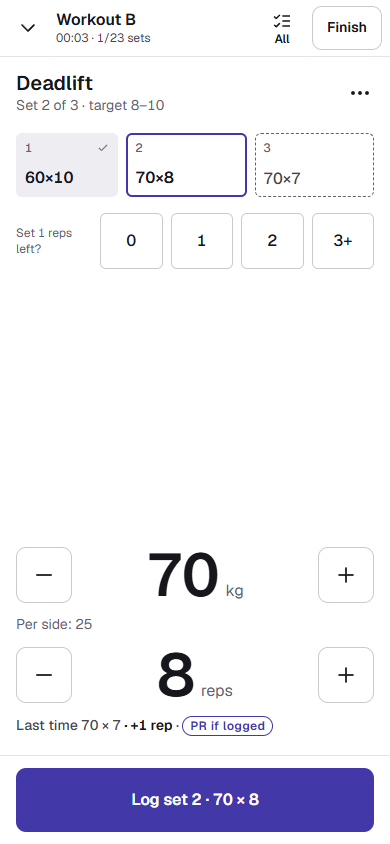 Workout B
00:03 · 1/23 sets
All
Finish
Deadlift
Set 2 of 3 · target 8–10
1
60×10
2
70×8
3
70×7
Set 1 reps
left?
0
1
2
3+
70 kg
Per side: 25
8 reps
Last time 70 × 7 · +1 rep · PR if logged
Log set 2 · 70 × 8